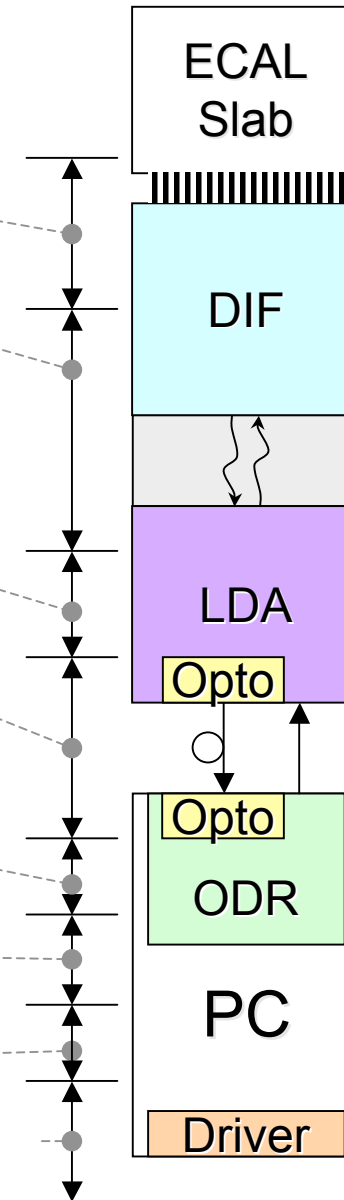 ECAL
Slab
DIF
LDA
Opto
Opto
ODR
PC
Driver